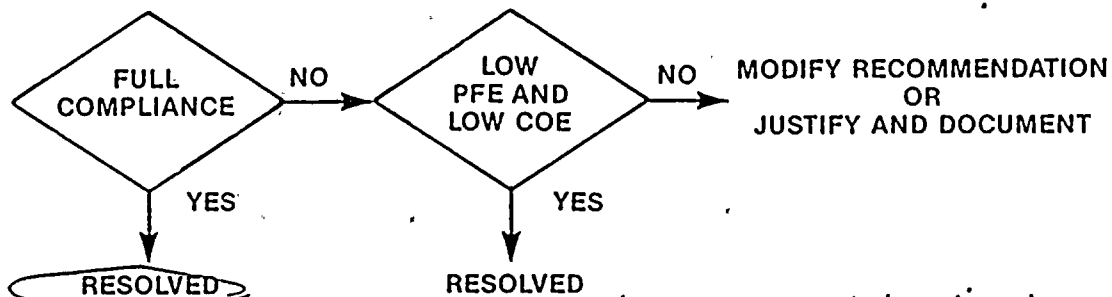 FULL
COMPLIANCE
NO
LOW
PFE AND
LOW COE
NO
MODIFY RECOMMENDATION
OR
JUSTIFY AND DOCUMENT
YES
YES
RESOLVED
RESOLVED